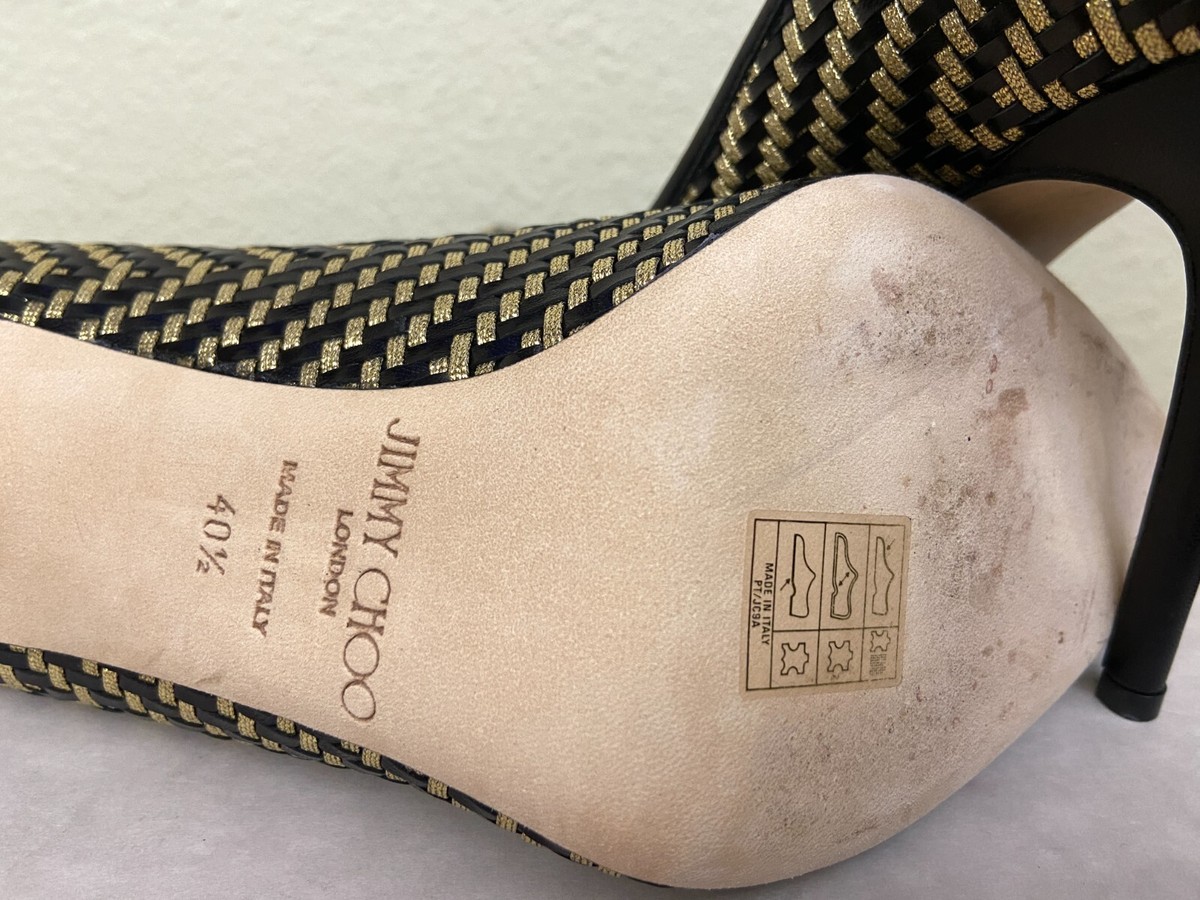 JIMMY CHOO
LONDON
MADE IN ITALY
40½
MADE IN ITALY
PT/JC9A